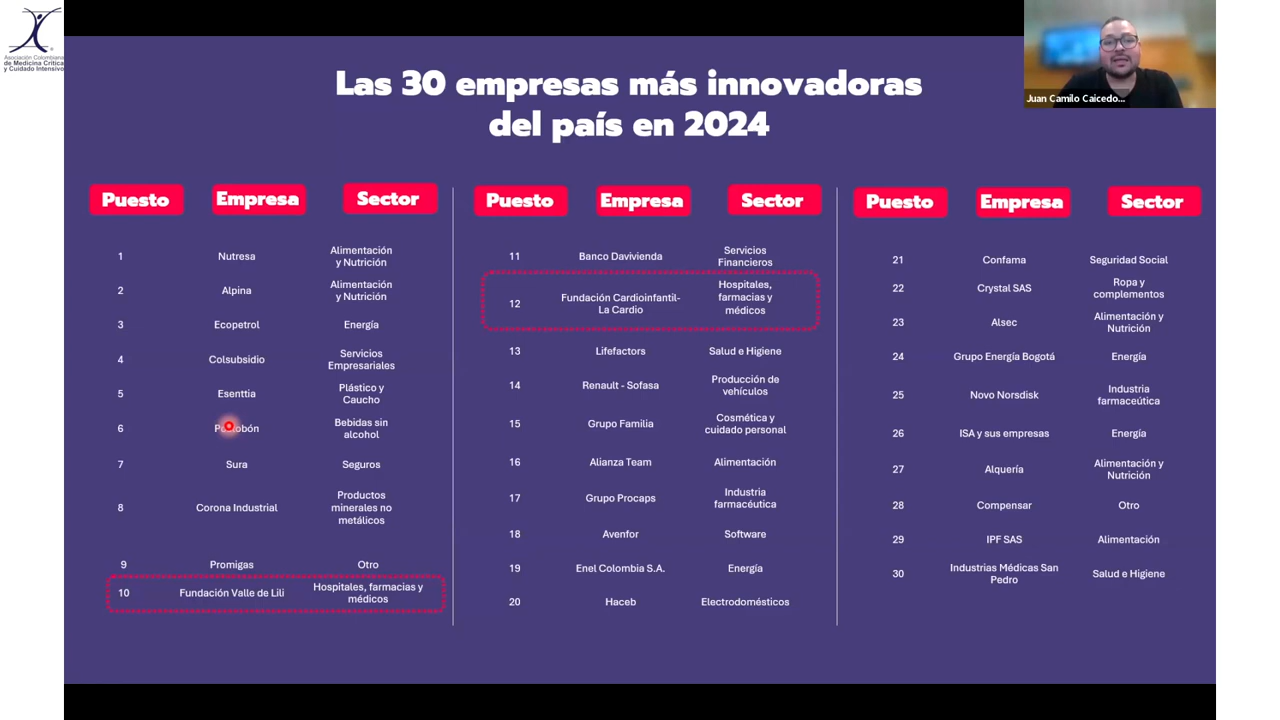 Asociación Colombiana
de Medicina Crítica
y Cuidado Intensivo
Juan Camilo Caicedo...
Las 30 empresas más innovadoras
del país en 2024
Puesto Empresa Sector
1 Nutresa Alimentación
y Nutrición
2 Alpina Alimentación
y Nutrición
3 Ecopetrol Energía
4 Colsubsidio Servicios
Empresariales
5 Esenttia Plástico y
Caucho
6 Postobón Bebidas sin
alcohol
7 Sura Seguros
8 Corona Industrial Productos
minerales no
metálicos
9 Promigas Otro
10 Fundación Valle de Lili Hospitales, farmacias y
médicos
Puesto Empresa Sector
11 Banco Davivienda Servicios
Financieros
12 Fundación Cardioinfantil-
La Cardio Hospitales,
farmacias y
médicos
13 Lifefactors Salud e Higiene
14 Renault - Sofasa Producción de
vehículos
15 Grupo Familia Cosmética y
cuidado personal
16 Alianza Team Alimentación
17 Grupo Procaps Industria
farmacéutica
18 Avenfor Software
19 Enel Colombia S.A. Energía
20 Haceb Electrodomésticos
Puesto Empresa Sector
21 Confama Seguridad Social
22 Crystal SAS Ropa y
complementos
23 Alsec Alimentación y
Nutrición
24 Grupo Energía Bogotá Energía
25 Novo Norsdisk Industria
farmaceútica
26 ISA y sus empresas Energía
27 Alquería Alimentación y
Nutrición
28 Compensar Otro
29 IPF SAS Alimentación
30 Industrias Médicas San
Pedro Salud e Higiene